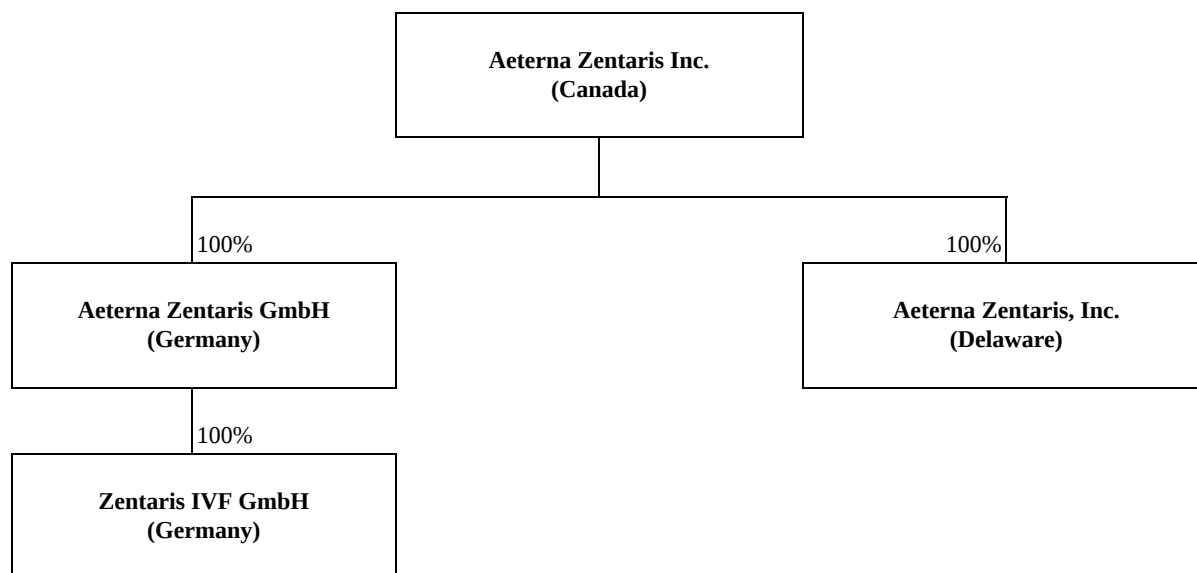 Aeterna Zentaris Inc.
(Canada)
100%
100%
Aeterna Zentaris GmbH
(Germany)
Aeterna Zentaris, Inc.
(Delaware)
100%
Zentaris IVF GmbH
(Germany)